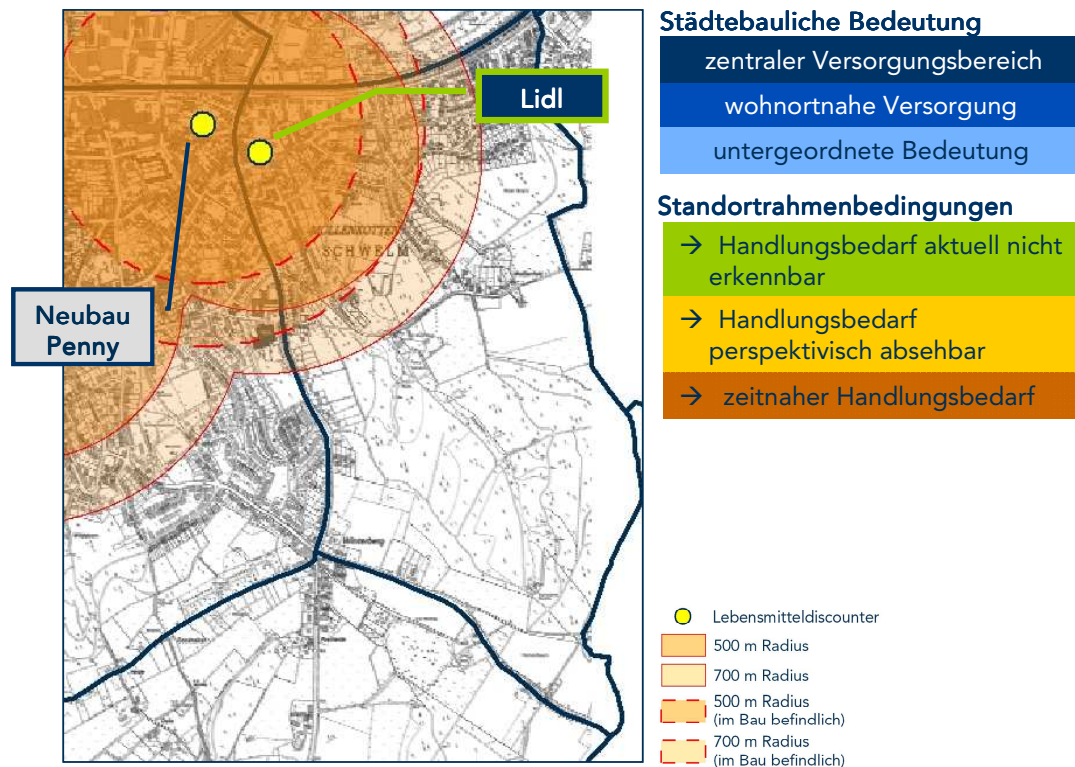 Städtebauliche Bedeutung
zentraler Versorgungsbereich
wohnortnahe Versorgung
untergeordnete Bedeutung
Lidl
Standortrahmenbedingungen
→ Handlungsbedarf aktuell nicht
erkennbar
→ Handlungsbedarf
perspektivisch absehbar
→ zeitnaher Handlungsbedarf
Neubau
Penny
SCHWELM
Lebensmitteldiscounter
500 m Radius
700 m Radius
500 m Radius
(im Bau befindlich)
700 m Radius
(im Bau befindlich)